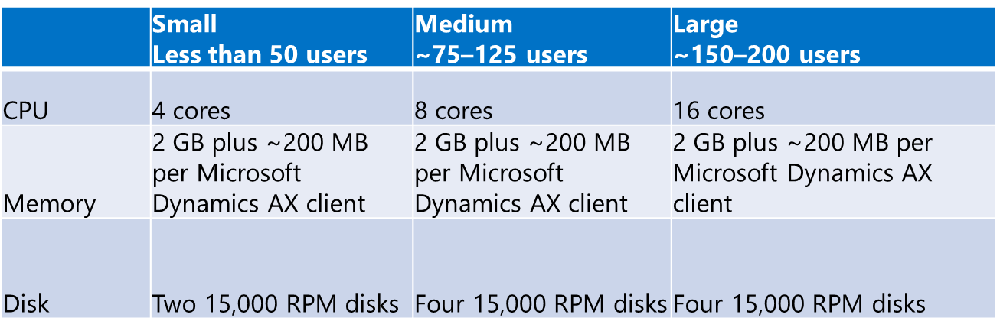 Small
Less than 50 users
Medium
~75–125 users
Large
~150–200 users
CPU
4 cores
8 cores
16 cores
Memory
2 GB plus ~200 MB
per Microsoft
Dynamics AX client
2 GB plus ~200 MB
per Microsoft
Dynamics AX client
2 GB plus ~200 MB per
Microsoft Dynamics AX
client
Disk
Two 15,000 RPM disks
Four 15,000 RPM disks
Four 15,000 RPM disks